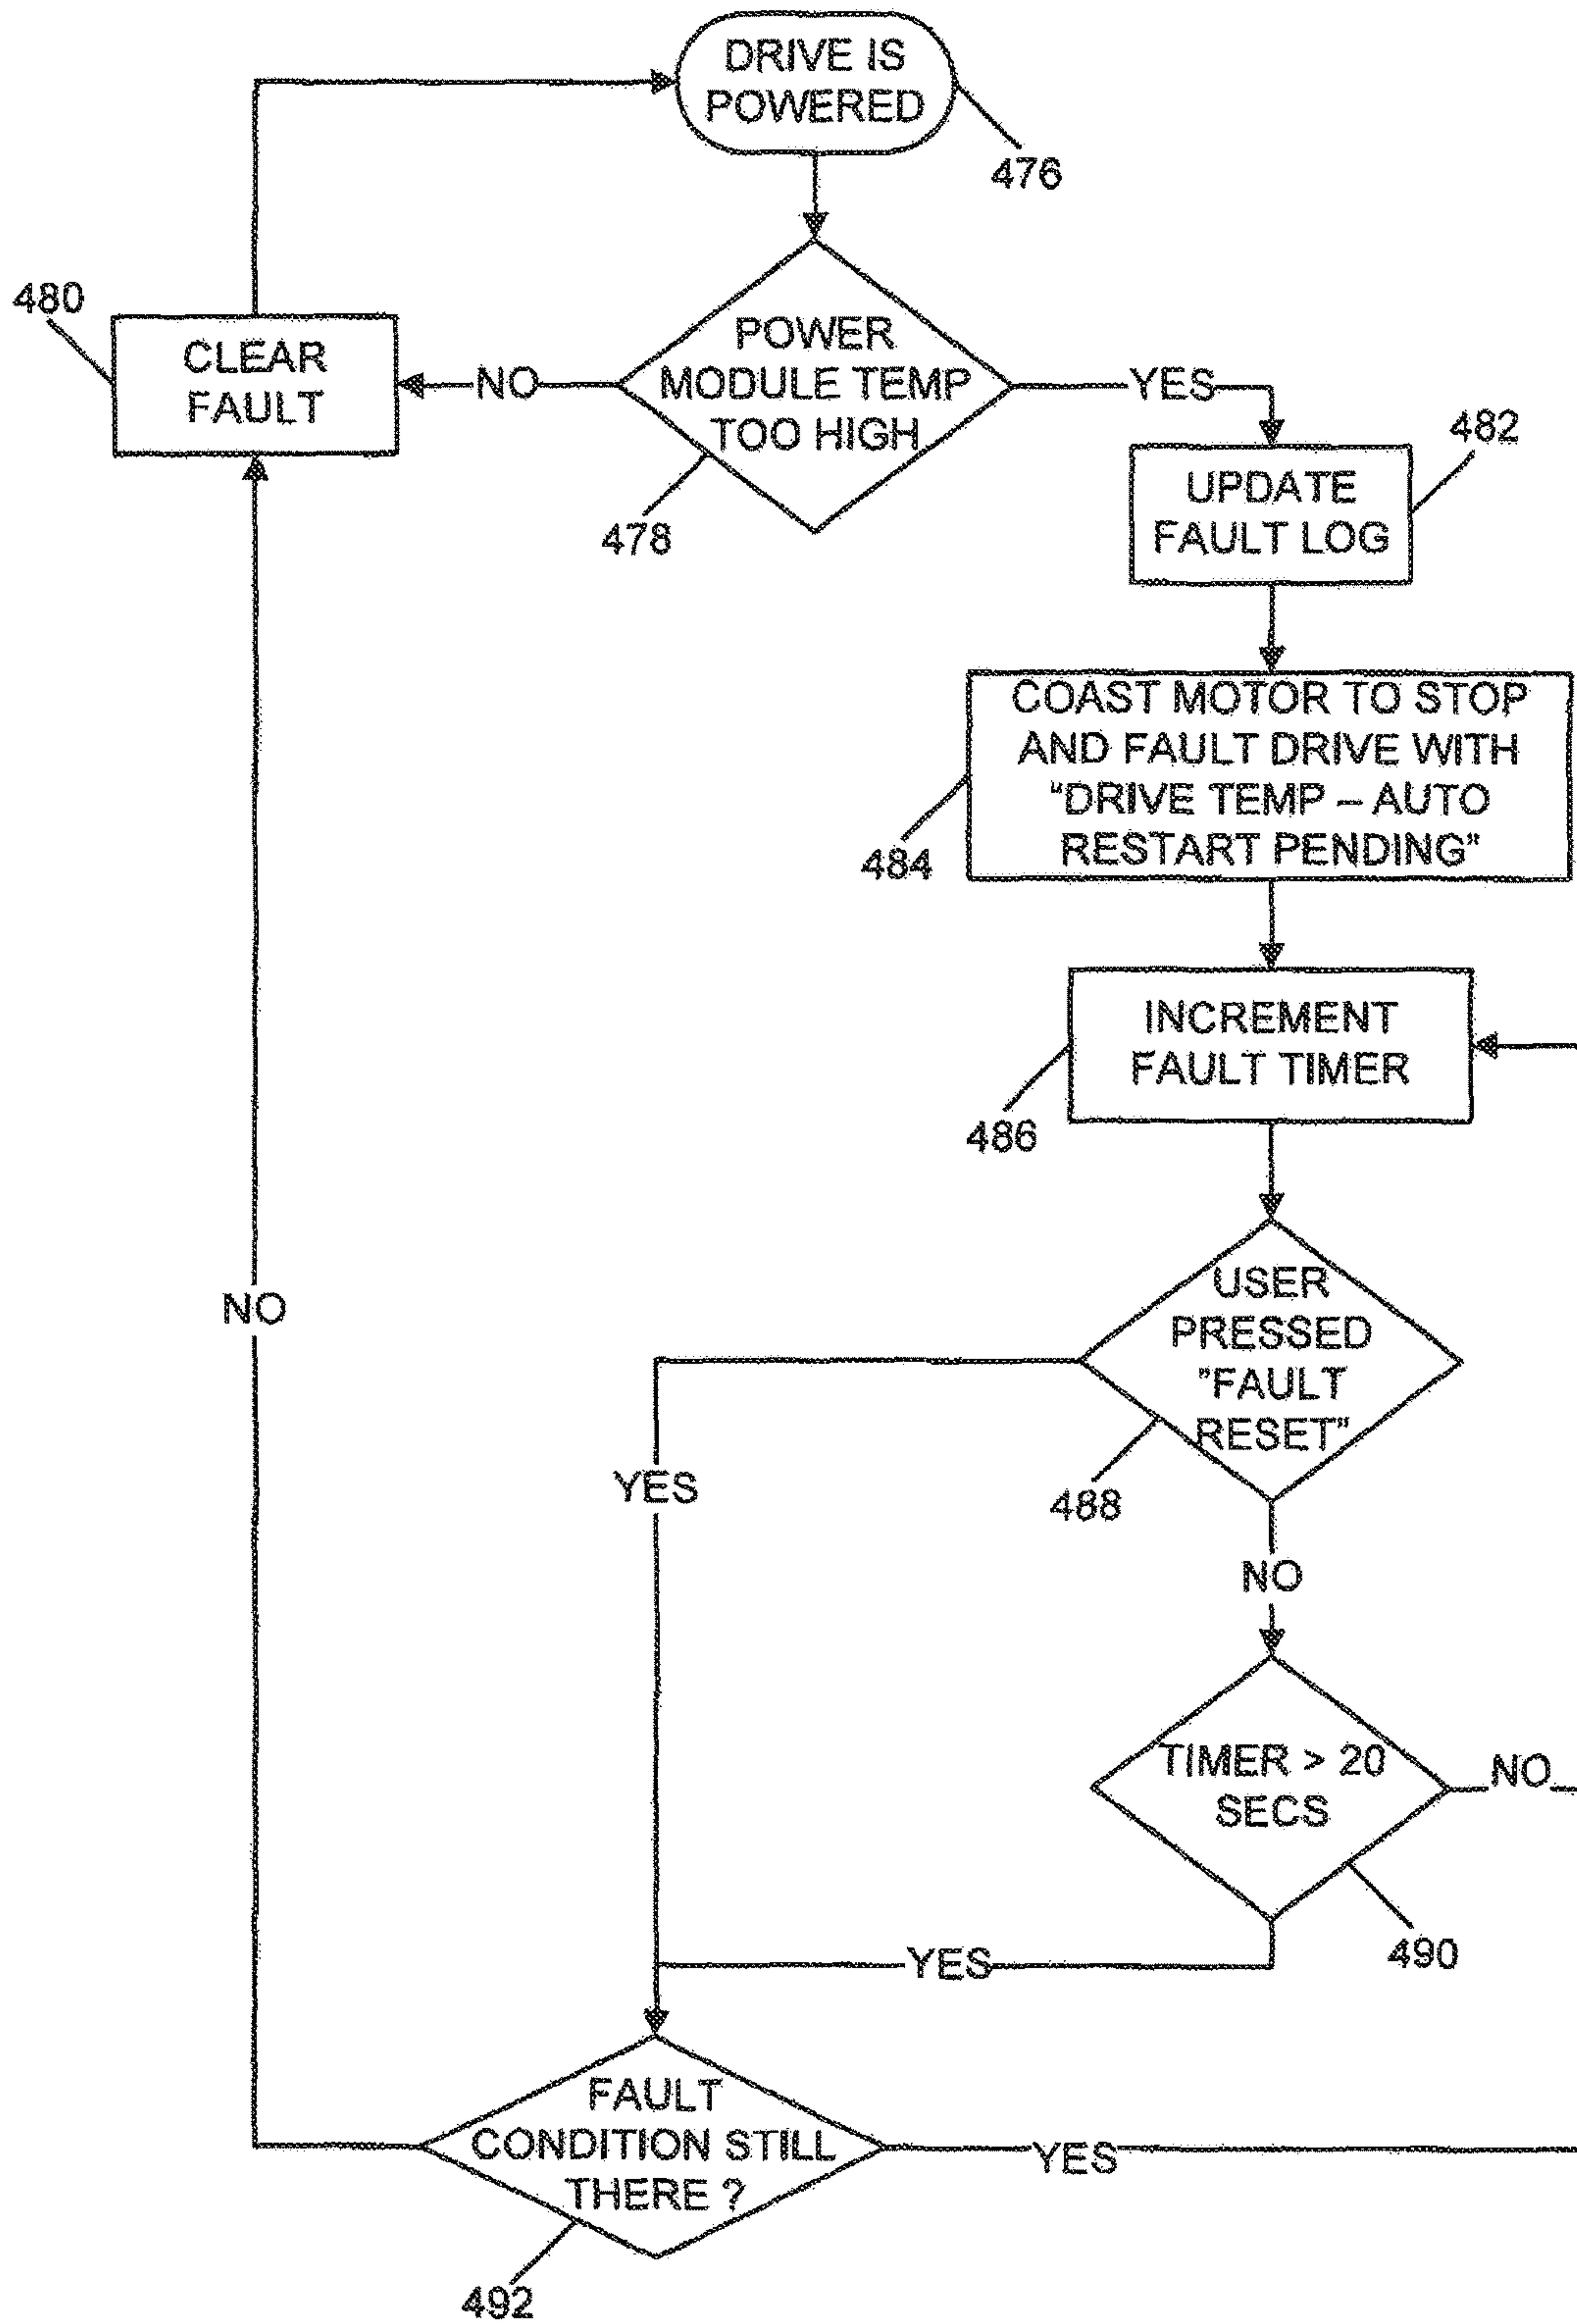 DRIVE IS
POWERED
476
480
CLEAR
FAULT
NO
POWER
MODULE TEMP
TOO HIGH
YES
478
482
UPDATE
FAULT LOG
COAST MOTOR TO STOP
AND FAULT DRIVE WITH
"DRIVE TEMP – AUTO
RESTART PENDING"
484
INCREMENT
FAULT TIMER
486
NO
USER
PRESSED
"FAULT
RESET"
YES
488
NO
TIMER > 20
SECS
NO
YES
490
FAULT
CONDITION STILL
THERE ?
YES
492